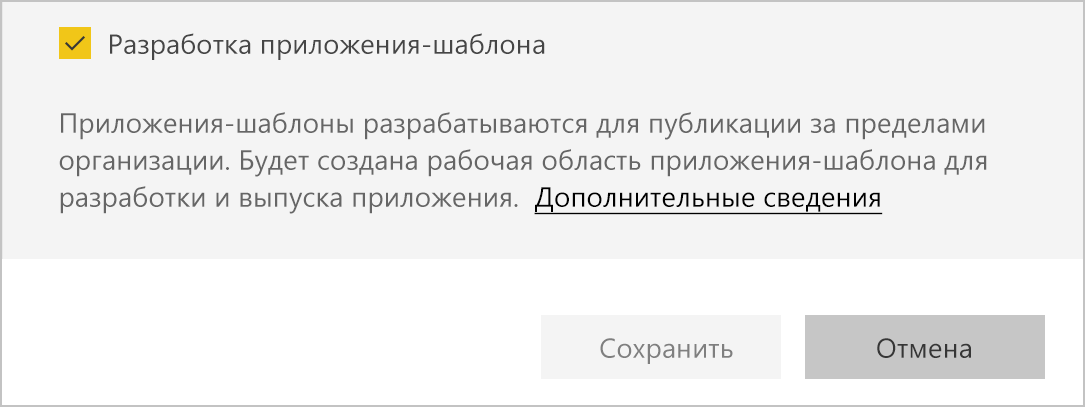 Разработка приложения-шаблона
Приложения-шаблоны разрабатываются для публикации за пределами
организации. Будет создана рабочая область приложения-шаблона для
разработки и выпуска приложения. Дополнительные сведения
Сохранить Отмена